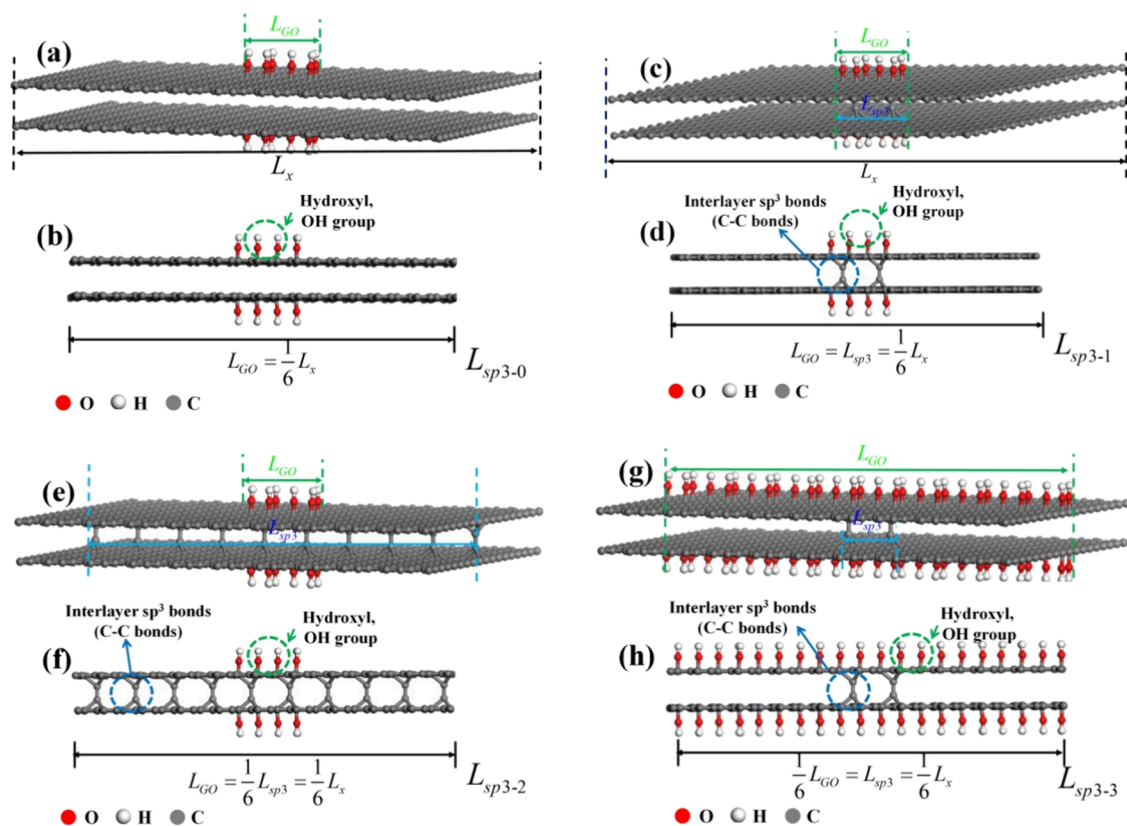 (a)
L_GO
L_x
(b)
Hydroxyl,
OH group
L_GO = 1/6 L_x
L_sp3-0
O H C
(c)
L_GO
L_sp3
L_x
(d)
Interlayer sp³ bonds
(C-C bonds)
Hydroxyl,
OH group
L_GO = L_sp3 = 1/6 L_x
L_sp3-1
O H C
(e)
L_GO
L_sp3
(f)
Interlayer sp³ bonds
(C-C bonds)
Hydroxyl,
OH group
L_GO = 1/6 L_sp3 = 1/6 L_x
L_sp3-2
O H C
(g)
L_GO
L_sp3
(h)
Interlayer sp³ bonds
(C-C bonds)
Hydroxyl,
OH group
1/6 L_GO = L_sp3 = 1/6 L_x
L_sp3-3
O H C